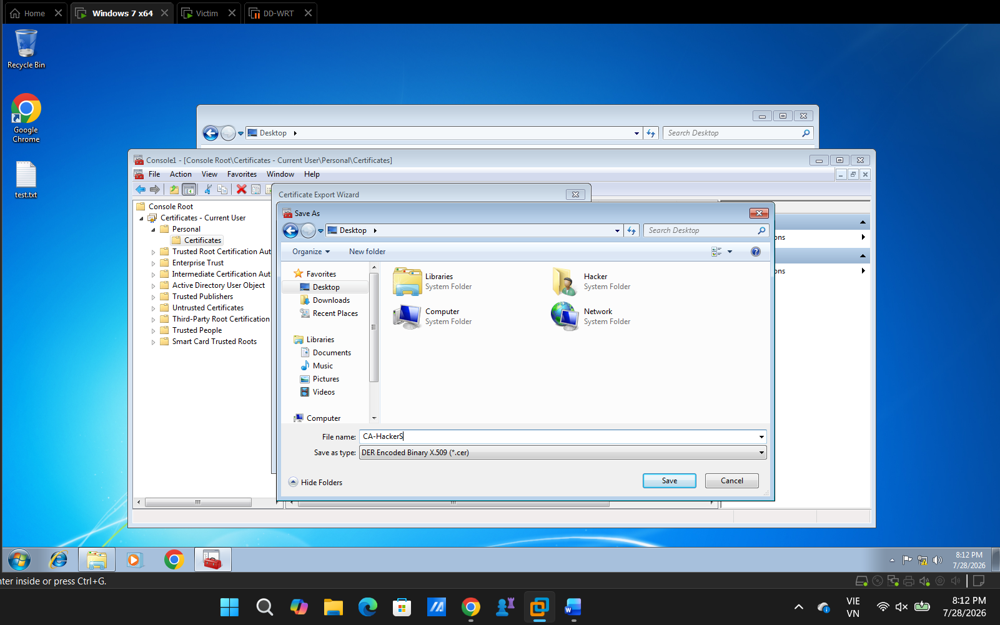 Home
Windows 7 x64
Victim
DD-WRT
Recycle Bin
Google
Chrome
test.txt
Desktop
Search Desktop
Console1 - [Console Root\Certificates - Current User\Personal\Certificates]
File Action View Favorites Window Help
Console Root
Certificates - Current User
Personal
Certificates
Trusted Root Certification Aut
Enterprise Trust
Intermediate Certification Aut
Active Directory User Object
Trusted Publishers
Untrusted Certificates
Third-Party Root Certification
Trusted People
Smart Card Trusted Roots
Certificate Export Wizard
Save As
Desktop
Search Desktop
Organize
New folder
Favorites
Desktop
Downloads
Recent Places
Libraries
Documents
Music
Pictures
Videos
Computer
Libraries
System Folder
Hacker
System Folder
Computer
System Folder
Network
System Folder
File name: CA-HackerS
Save as type: DER Encoded Binary X.509 (*.cer)
Hide Folders
Save
Cancel
ons
ons
8:12 PM
7/28/2026
nter inside or press Ctrl+G.
VIE
VN
8:12 PM
7/28/2026